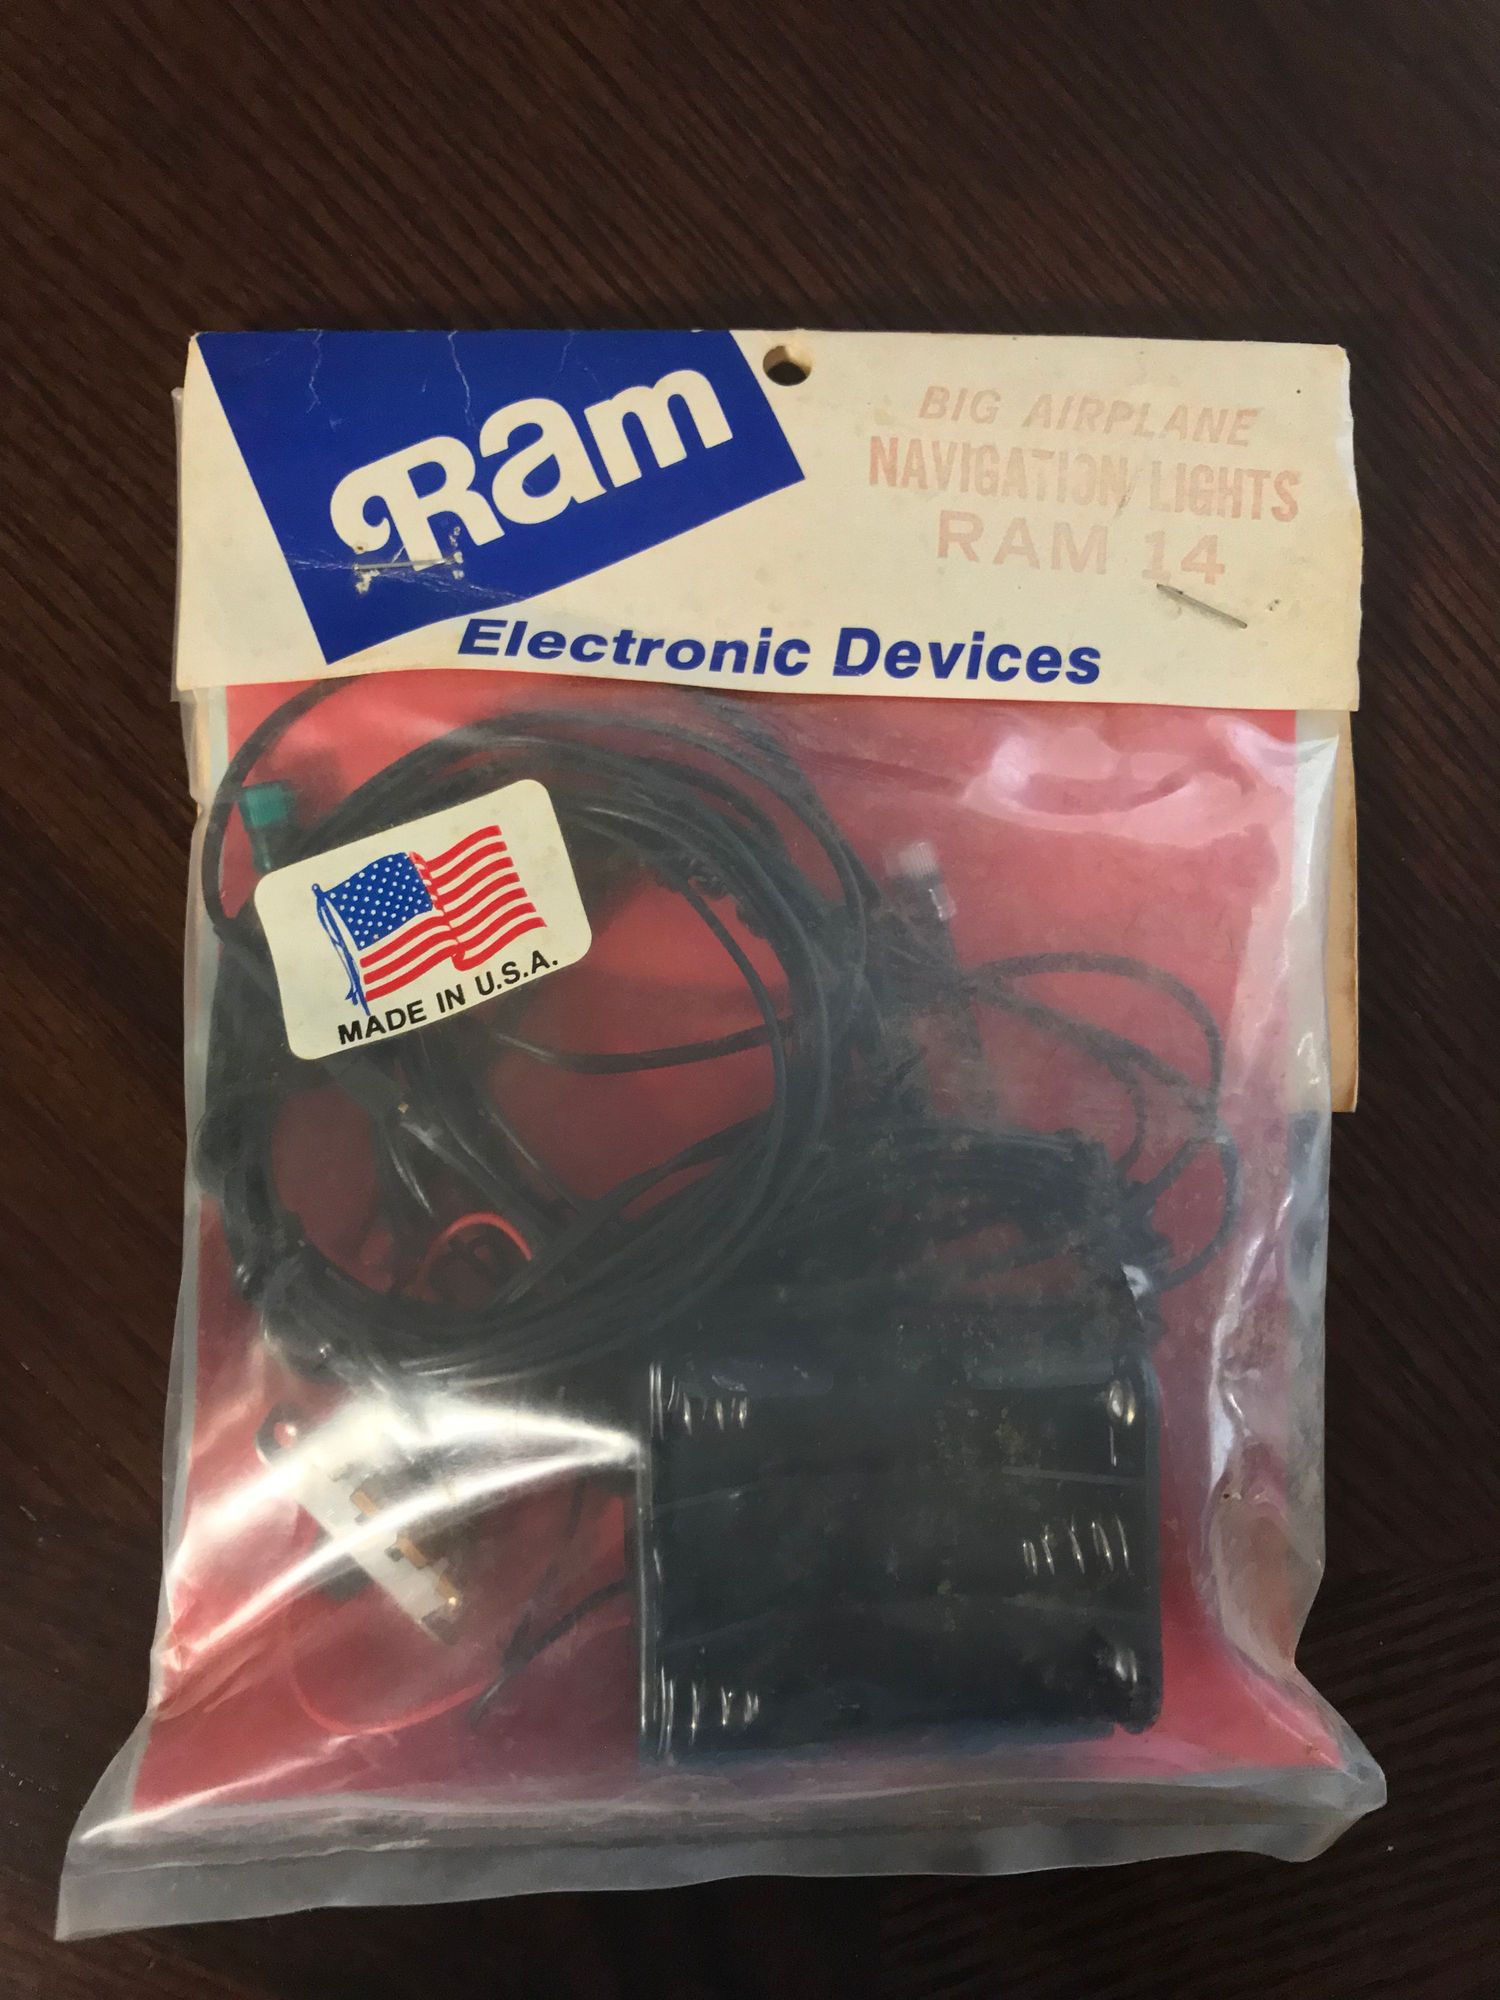 Ram
BIG AIRPLANE
NAVIGATION LIGHTS
RAM 14
Electronic Devices
MADE IN U.S.A.